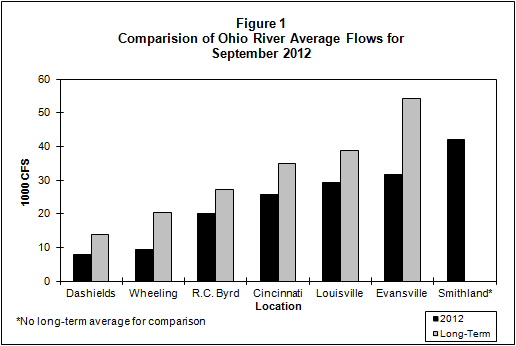 Figure 1
Comparision of Ohio River Average Flows for
September 2012
60
50
40
30
20
10
0
1000 CFS
Dashields Wheeling R.C. Byrd Cincinnati Louisville Evansville Smithland*
Location
*No long-term average for comparison
2012
Long-Term